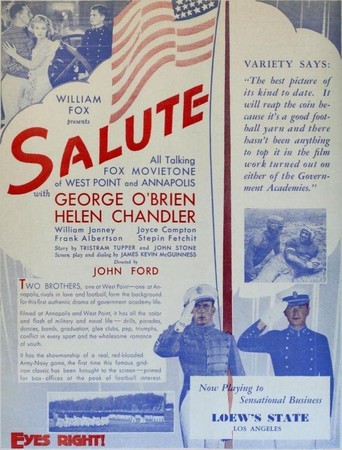 WILLIAM
FOX
presents
SALUTE
All Talking
FOX MOVIETONE
of WEST POINT and ANNAPOLIS
with
GEORGE O'BRIEN
HELEN CHANDLER
William Janney Joyce Compton
Frank Albertson Stepin Fetchit
Story by TRISTRAM TUPPER and JOHN STONE
Screen play and dialog by JAMES KEVIN McGUINNESS
Directed by
JOHN FORD
TWO BROTHERS, one at West Point—one at An-
napolis, rivals in love and football, form the background
for this first authentic drama of government academy life.
Filmed at Annapolis and West Point, it has all the color
and flash of military and naval life — drills, parades,
dances, bands, graduation, glee clubs, pep, triumphs,
conflict in every sport and the wholesome romance
of youth.
It has the showmanship of a real, red-blooded
Army-Navy game, the first time this famous grid-
iron classic has been brought to the screen—primed
for box-offices at the peak of football interest.
EYES RIGHT!
VARIETY SAYS:
"The best picture of
its kind to date. It
will reap the coin be-
cause it's a good foot-
ball yarn and there
hasn't been anything
to top it in the film
work turned out on
either of the Govern-
ment Academies."
Now Playing to
Sensational Business
LOEW'S STATE
LOS ANGELES